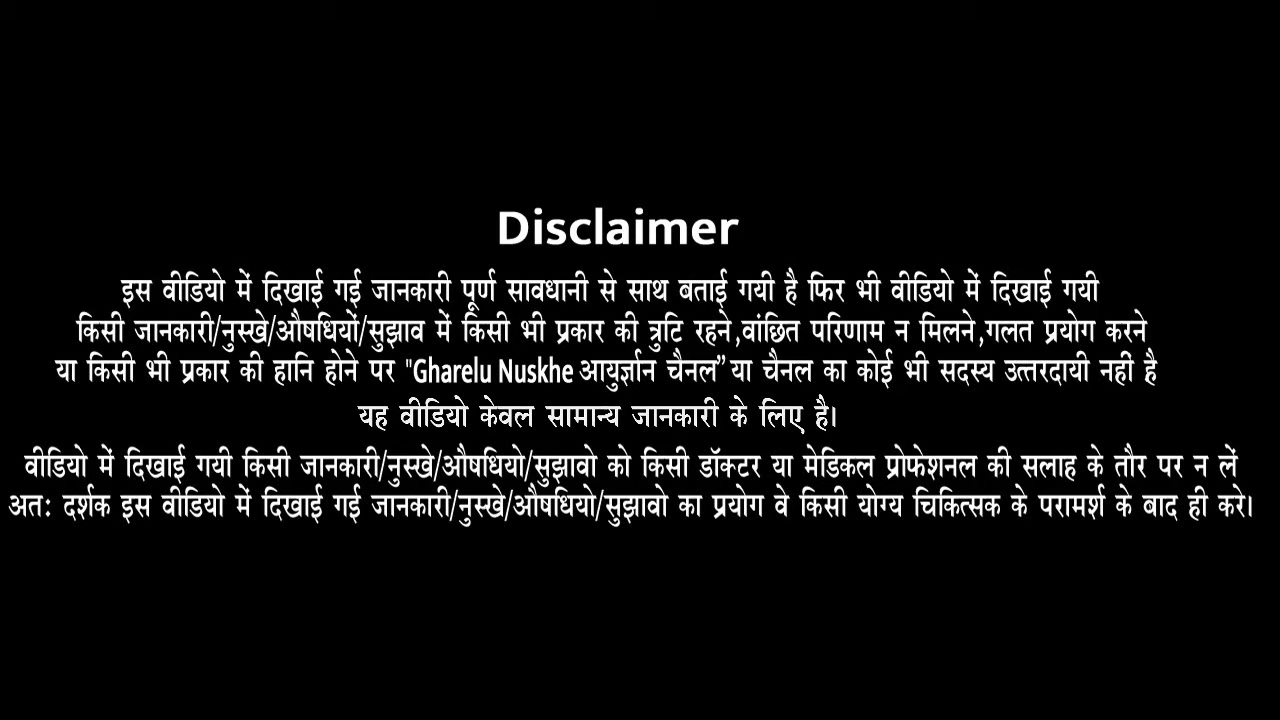 Disclaimer
इस वीडियो में दिखाई गई जानकारी पूर्ण सावधानी से साथ बताई गयी है फिर भी वीडियो में दिखाई गयी
किसी जानकारी/नुस्खे/औषधियों/सुझाव में किसी भी प्रकार की त्रुटि रहने,वांछित परिणाम न मिलने,गलत प्रयोग करने
या किसी भी प्रकार की हानि होने पर "Gharelu Nuskhe आयुर्ज्ञान चैनल” या चैनल का कोई भी सदस्य उत्तरदायी नहीं है
यह वीडियो केवल सामान्य जानकारी के लिए है।
वीडियो में दिखाई गयी किसी जानकारी/नुस्खे/औषधियो/सुझावो को किसी डॉक्टर या मेडिकल प्रोफेशनल की सलाह के तौर पर न लें
अतः दर्शक इस वीडियो में दिखाई गई जानकारी/नुस्खे/औषधियो/सुझावो का प्रयोग वे किसी योग्य चिकित्सक के परामर्श के बाद ही करे।